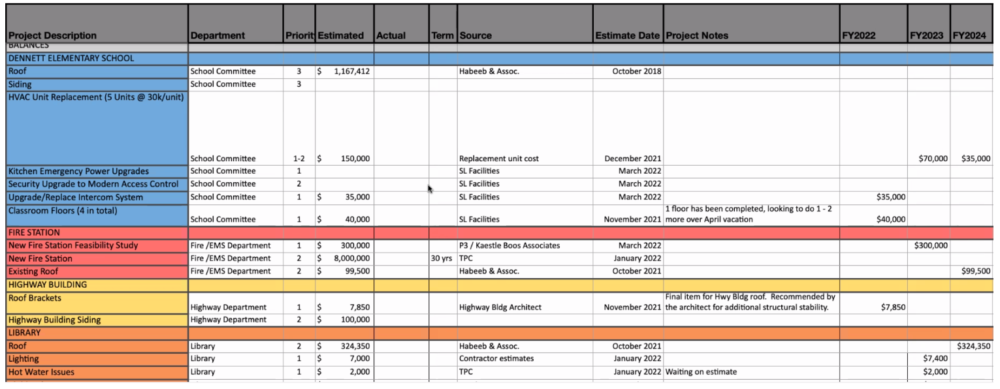 Project Description Department Priorit Estimated Actual Term Source Estimate Date Project Notes FY2022 FY2023 FY2024
BALANCES
DENNETT ELEMENTARY SCHOOL
Roof School Committee 3 $ 1,167,412 Habeeb & Assoc. October 2018
Siding School Committee 3
HVAC Unit Replacement (5 Units @ 30k/unit)
School Committee 1-2 $ 150,000 Replacement unit cost December 2021 $70,000 $35,000
Kitchen Emergency Power Upgrades School Committee 1 SL Facilities March 2022
Security Upgrade to Modern Access Control School Committee 2 SL Facilities March 2022
Upgrade/Replace Intercom System School Committee 1 $ 35,000 SL Facilities March 2022 $35,000
Classroom Floors (4 in total) 1 floor has been completed, looking to do 1 - 2
School Committee 1 $ 40,000 SL Facilities November 2021 more over April vacation $40,000
FIRE STATION
New Fire Station Feasibility Study Fire /EMS Department 1 $ 300,000 P3 / Kaestle Boos Associates March 2022 $300,000
New Fire Station Fire /EMS Department 2 $ 8,000,000 30 yrs TPC January 2022
Existing Roof Fire /EMS Department 2 $ 99,500 Habeeb & Assoc. October 2021 $99,500
HIGHWAY BUILDING
Roof Brackets Final item for Hwy Bldg roof. Recommended by
Highway Department 1 $ 7,850 Highway Bldg Architect November 2021 the architect for additional structural stability. $7,850
Highway Building Siding Highway Department 2 $ 100,000
LIBRARY
Roof Library 2 $ 324,350 Habeeb & Assoc. October 2021 $324,350
Lighting Library 1 $ 7,000 Contractor estimates January 2022 $7,400
Hot Water Issues Library 1 $ 2,000 TPC January 2022 Waiting on estimate $2,000